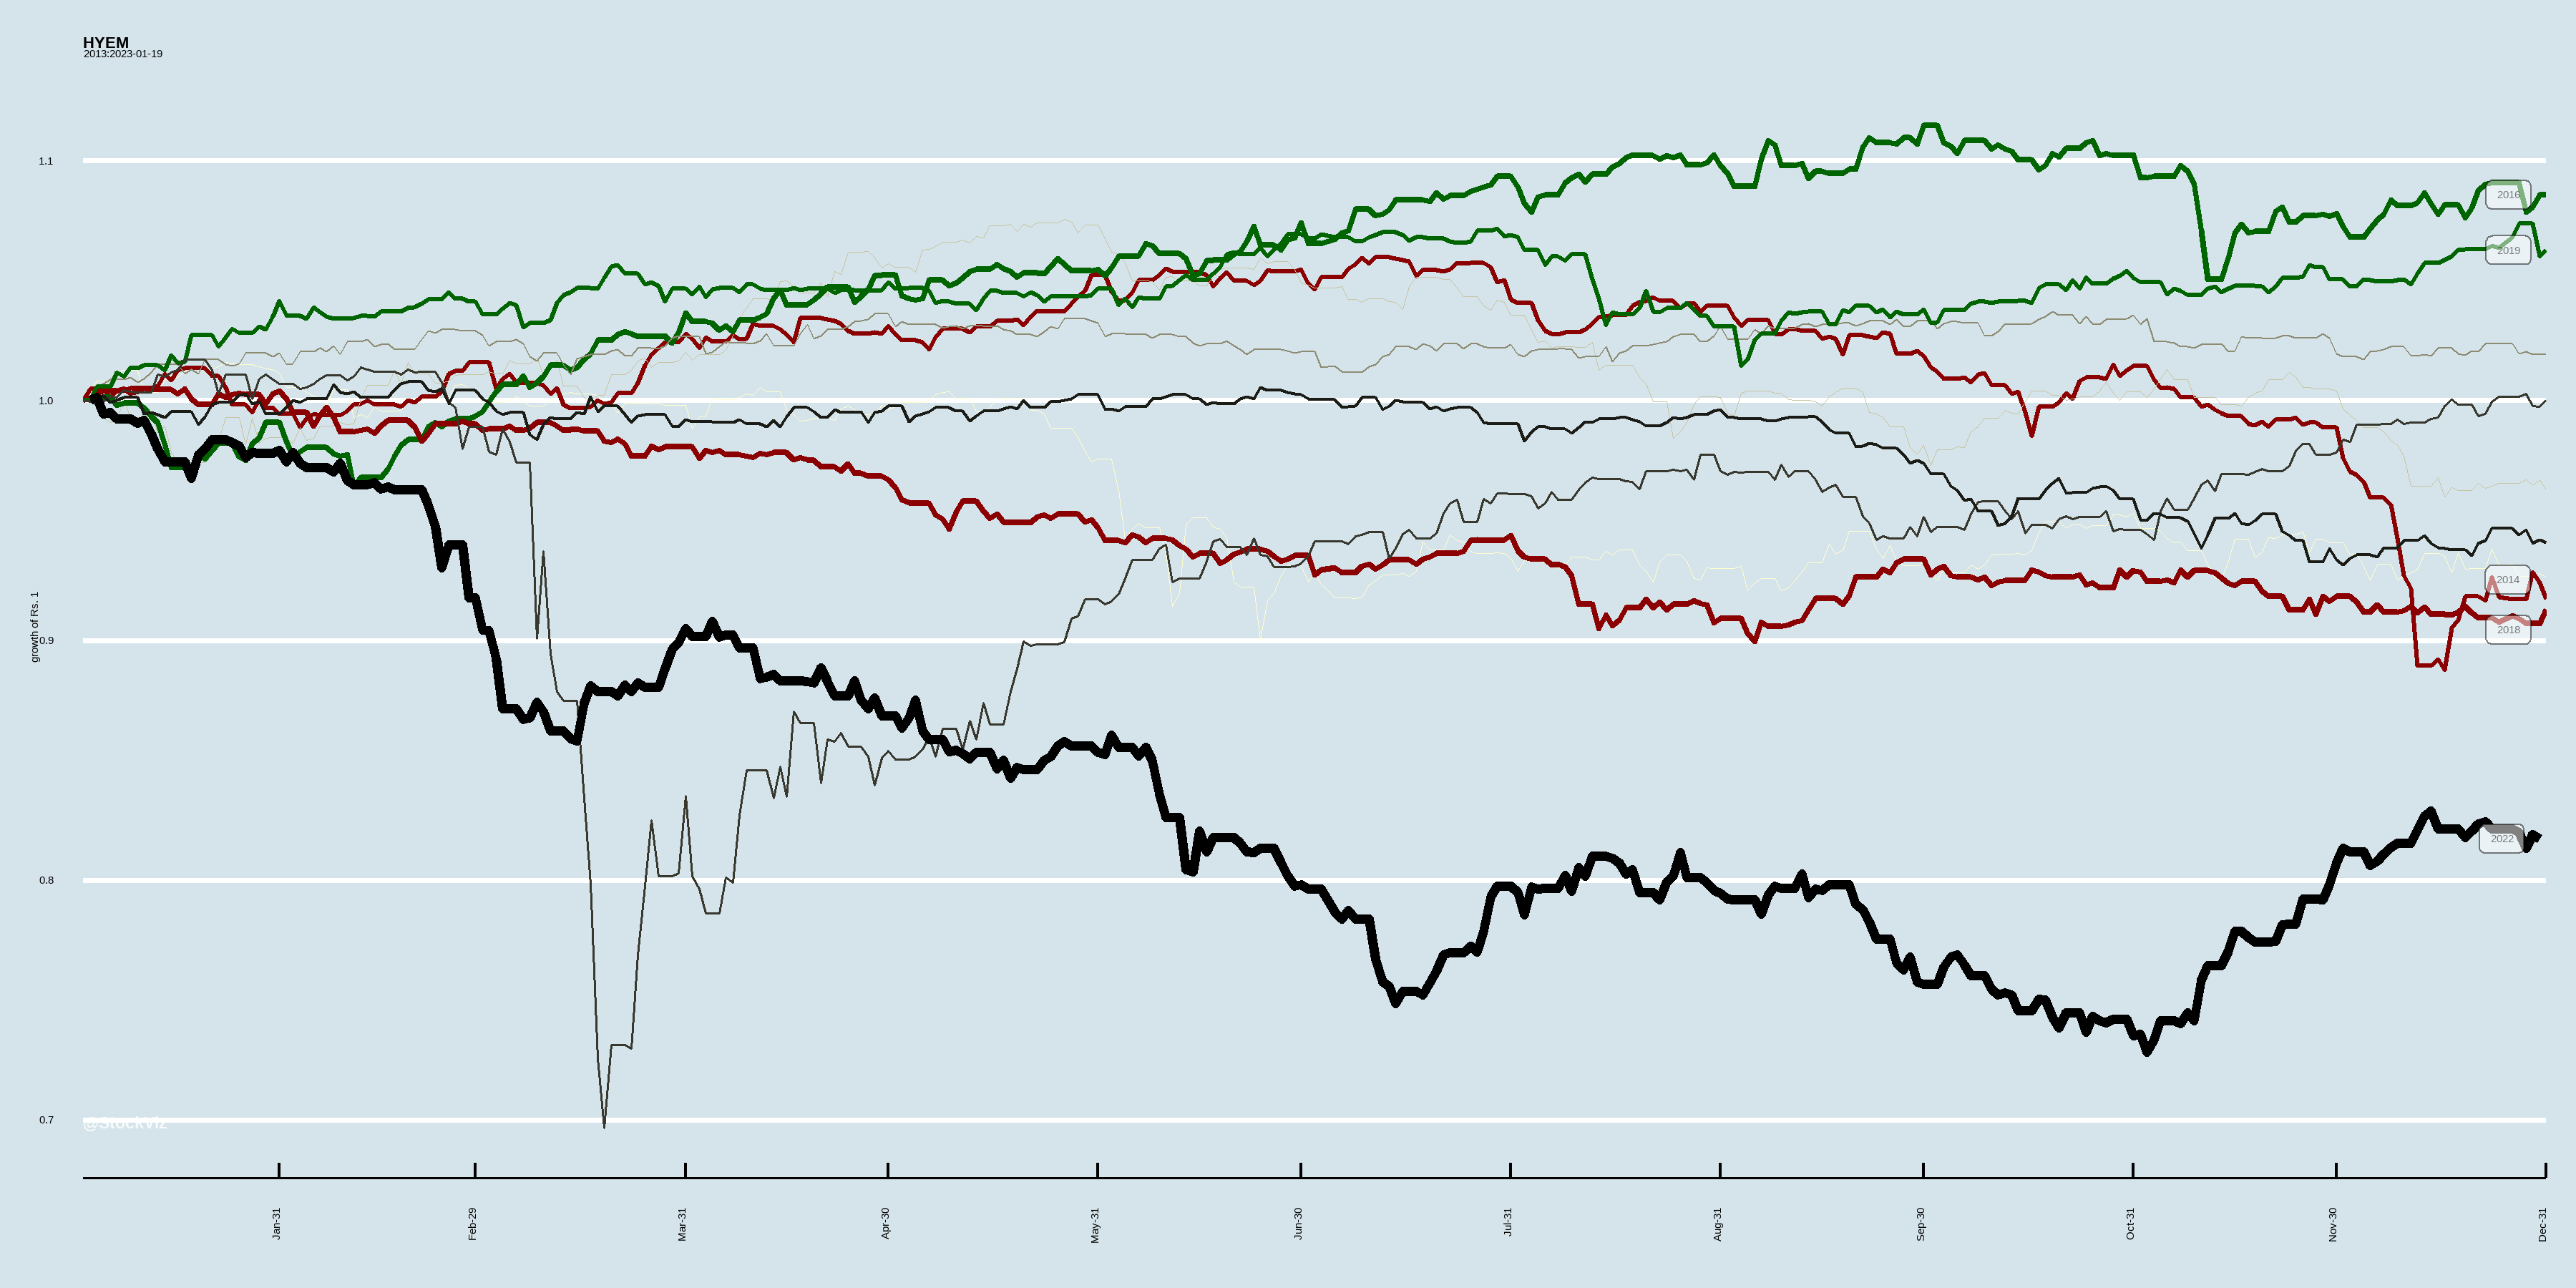 HYEM
2013:2023-01-19
1.1
1.0
0.9
0.8
0.7
growth of Rs. 1
2016
2019
2014
2018
2022
@StockViz
Jan-31
Feb-29
Mar-31
Apr-30
May-31
Jun-30
Jul-31
Aug-31
Sep-30
Oct-31
Nov-30
Dec-31